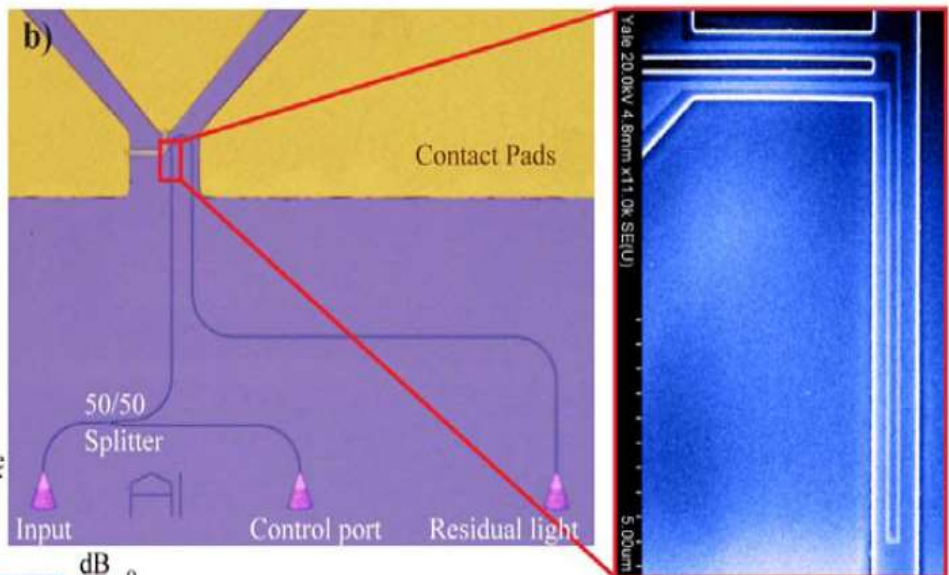 b)
Contact Pads
50/50
Splitter
Input
Control port
Residual light
dB
0
Yale 20.0kV 4.8mm x11.0k SE(U)
5.00um